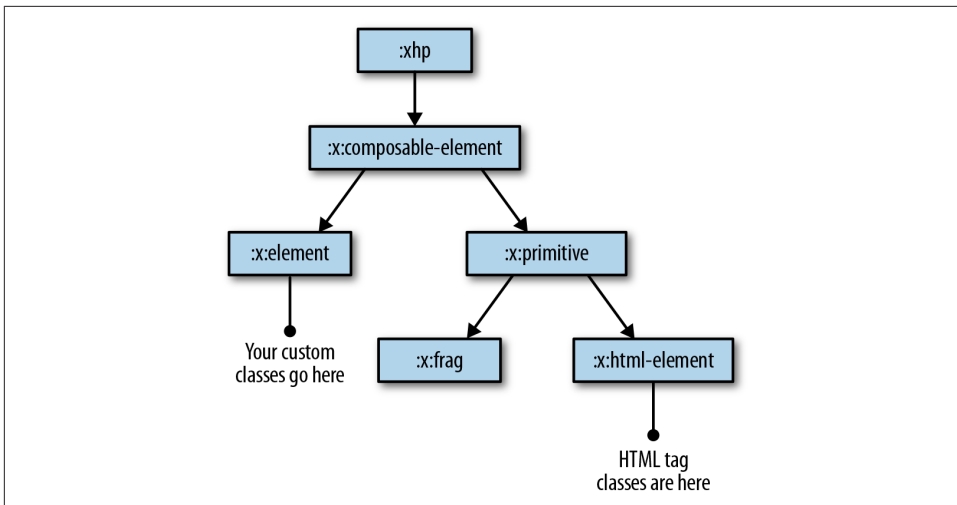 :xhp
:x:composable-element
:x:element
:x:primitive
Your custom
classes go here
:x:frag
:x:html-element
HTML tag
classes are here